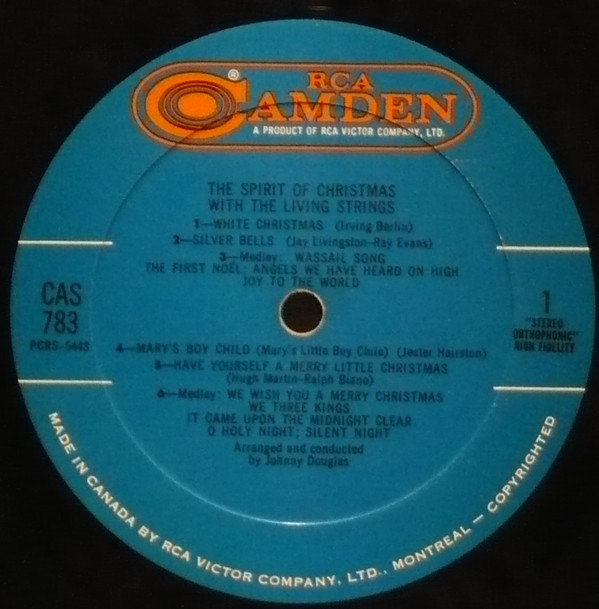 RCA
CAMDEN ®
A PRODUCT OF RCA VICTOR COMPANY, LTD.
THE SPIRIT OF CHRISTMAS
WITH THE LIVING STRINGS
1—WHITE CHRISTMAS (Irving Berlin)
2—SILVER BELLS (Jay Livingston-Ray Evans)
3—Medley: WASSAIL SONG
THE FIRST NOEL; ANGELS WE HAVE HEARD ON HIGH
JOY TO THE WORLD
CAS
783
PCRS-5443
1
"STEREO
ORTHOPHONIC"
HIGH FIDELITY
4—MARY'S BOY CHILD (Mary's Little Boy Chile) (Jester Hairston)
5—HAVE YOURSELF A MERRY LITTLE CHRISTMAS
(Hugh Martin-Ralph Blane)
6—Medley: WE WISH YOU A MERRY CHRISTMAS
WE THREE KINGS
IT CAME UPON THE MIDNIGHT CLEAR
O HOLY NIGHT; SILENT NIGHT
Arranged and conducted
by Johnny Douglas
MADE IN CANADA BY RCA VICTOR COMPANY, LTD., MONTREAL — COPYRIGHTED